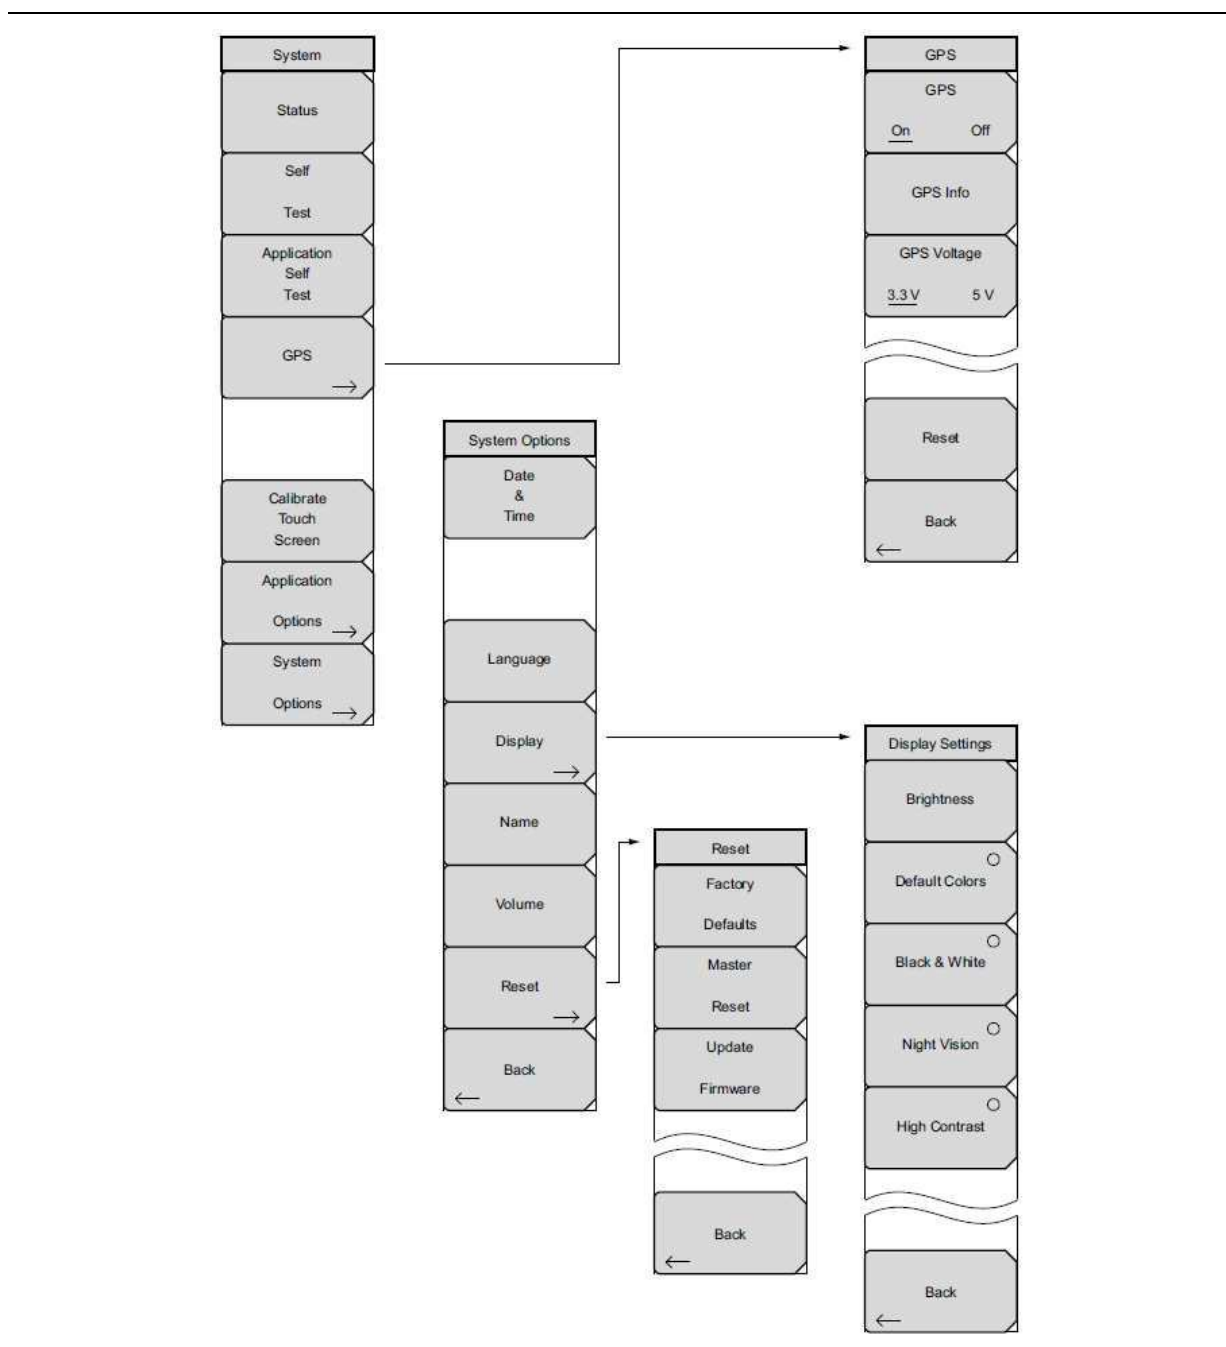 System
Status
Self
Test
Application
Self
Test
GPS
Calibrate
Touch
Screen
Application
Options
System
Options
System Options
Date
&
Time
Language
Display
Name
Volume
Reset
Back
Reset
Factory
Defaults
Master
Reset
Update
Firmware
Back
GPS
GPS
On Off
GPS Info
GPS Voltage
3.3 V 5 V
Reset
Back
Display Settings
Brightness
Default Colors
Black & White
Night Vision
High Contrast
Back